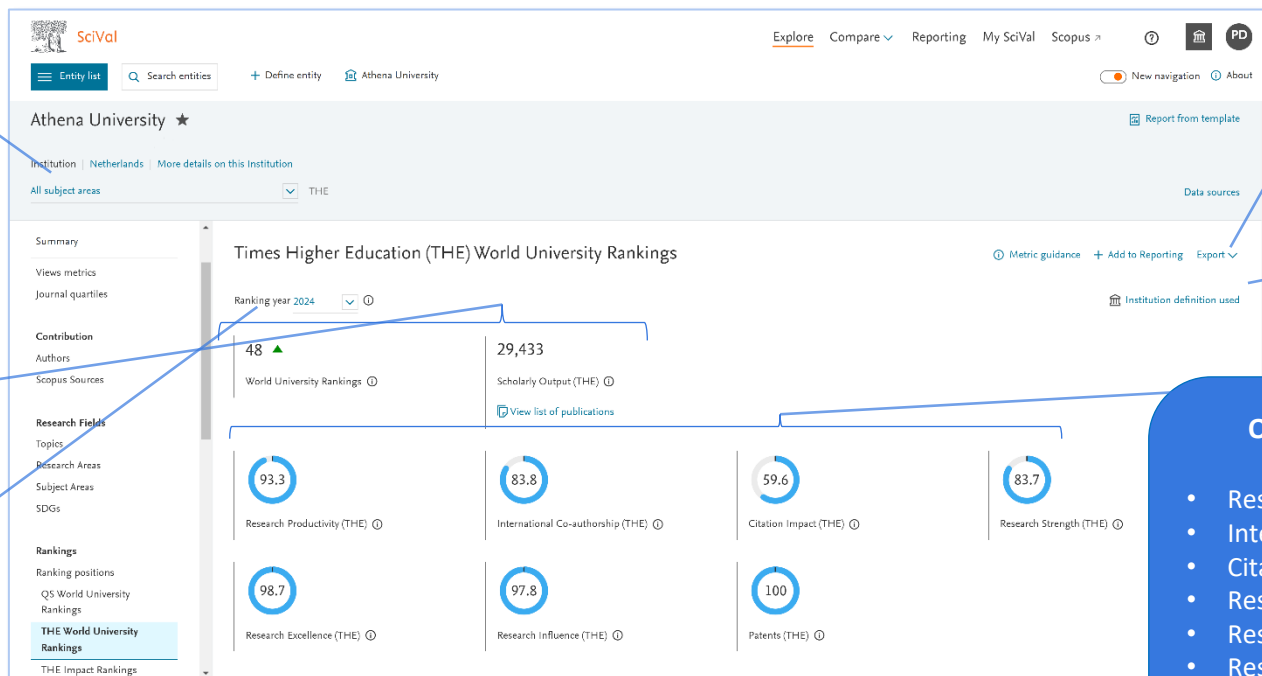 SciVal
Explore Compare Reporting My SciVal Scopus PD
Entity list Search entities + Define entity Athena University New navigation About
Athena University
Report from template
Institution | Netherlands | More details on this Institution
All subject areas THE Data sources
Summary
Views metrics
Journal quartiles
Contribution
Authors
Scopus Sources
Research Fields
Topics
Research Areas
Subject Areas
SDGs
Rankings
Ranking positions
QS World University
Rankings
THE World University
Rankings
THE Impact Rankings
Times Higher Education (THE) World University Rankings
Metric guidance + Add to Reporting Export
Ranking year 2024
Institution definition used
48 29,433
World University Rankings Scholarly Output (THE)
View list of publications
93.3 83.8 59.6 83.7
Research Productivity (THE) International Co-authorship (THE) Citation Impact (THE) Research Strength (THE)
98.7 97.8 100
Research Excellence (THE) Research Influence (THE) Patents (THE)
• Res
• Inte
• Cita
• Res
• Res
• Res